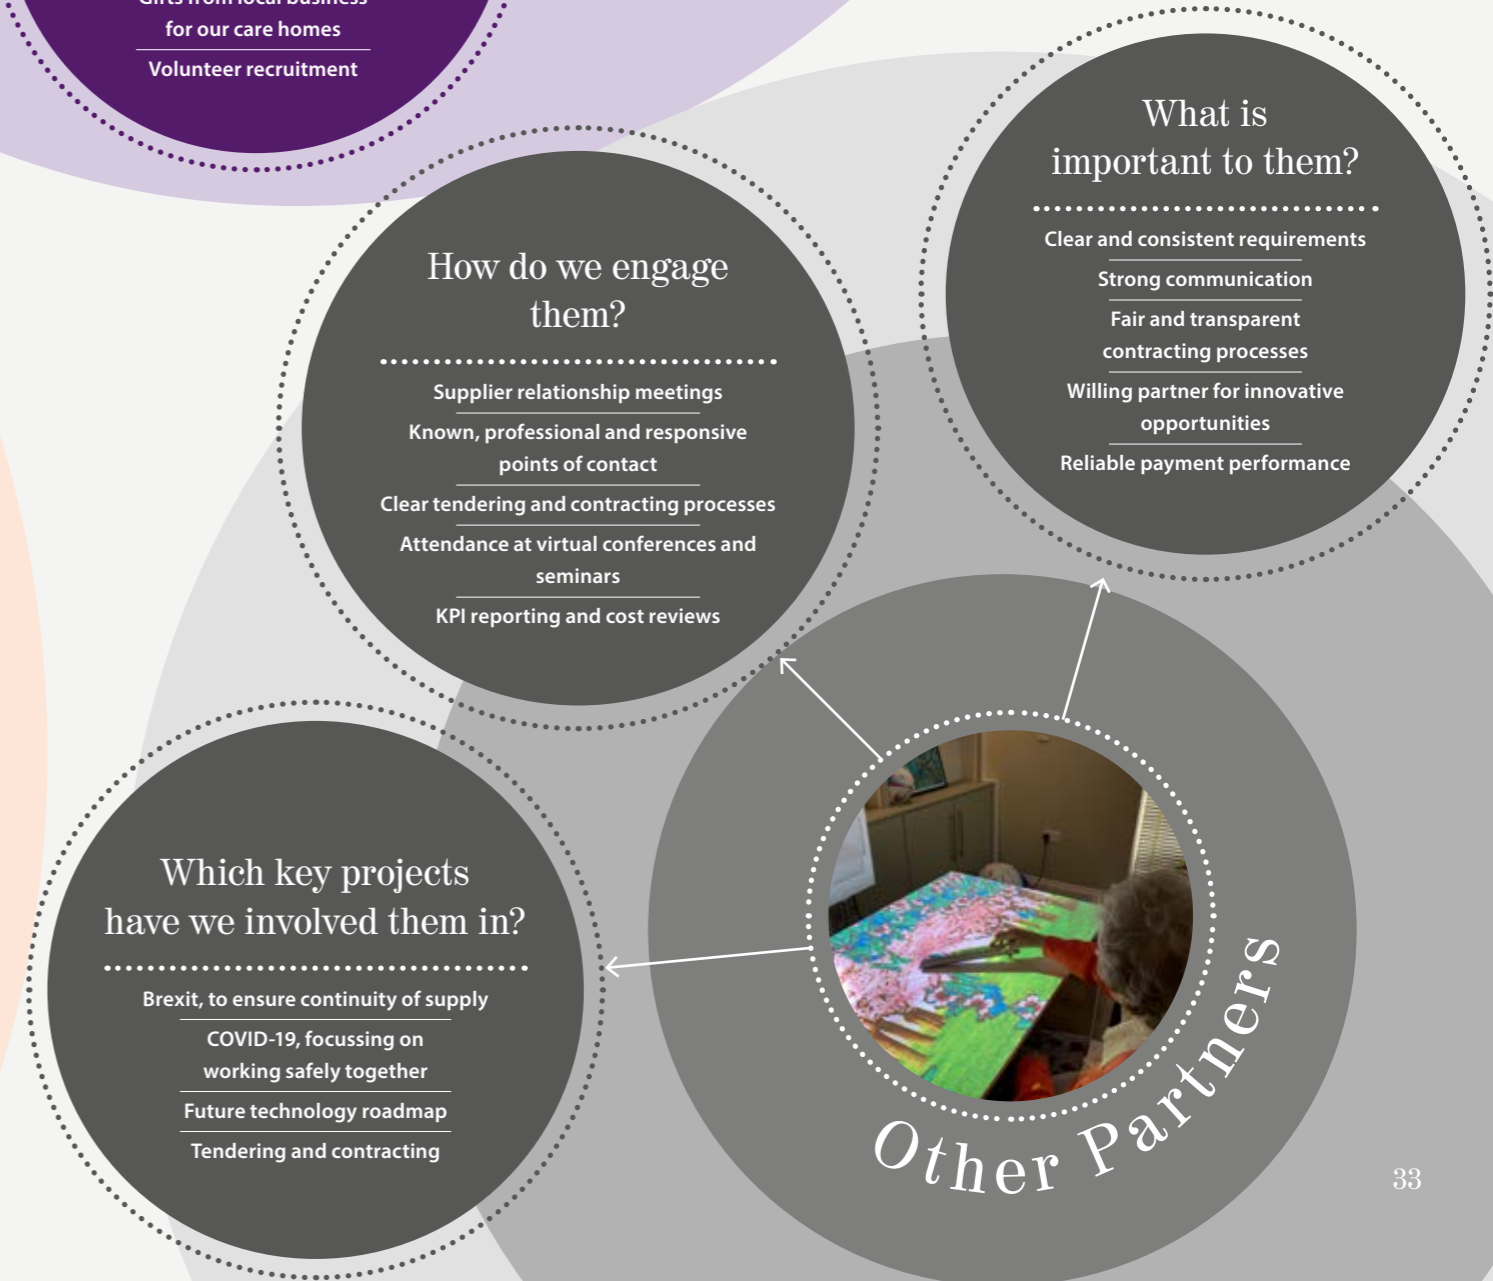 Gifts from local business
for our care homes
Volunteer recruitment
What is
important to them?
Clear and consistent requirements
Strong communication
Fair and transparent
contracting processes
Willing partner for innovative
opportunities
Reliable payment performance
How do we engage
them?
Supplier relationship meetings
Known, professional and responsive
points of contact
Clear tendering and contracting processes
Attendance at virtual conferences and
seminars
KPI reporting and cost reviews
Which key projects
have we involved them in?
Brexit, to ensure continuity of supply
COVID-19, focussing on
working safely together
Future technology roadmap
Tendering and contracting
Other Partners
33